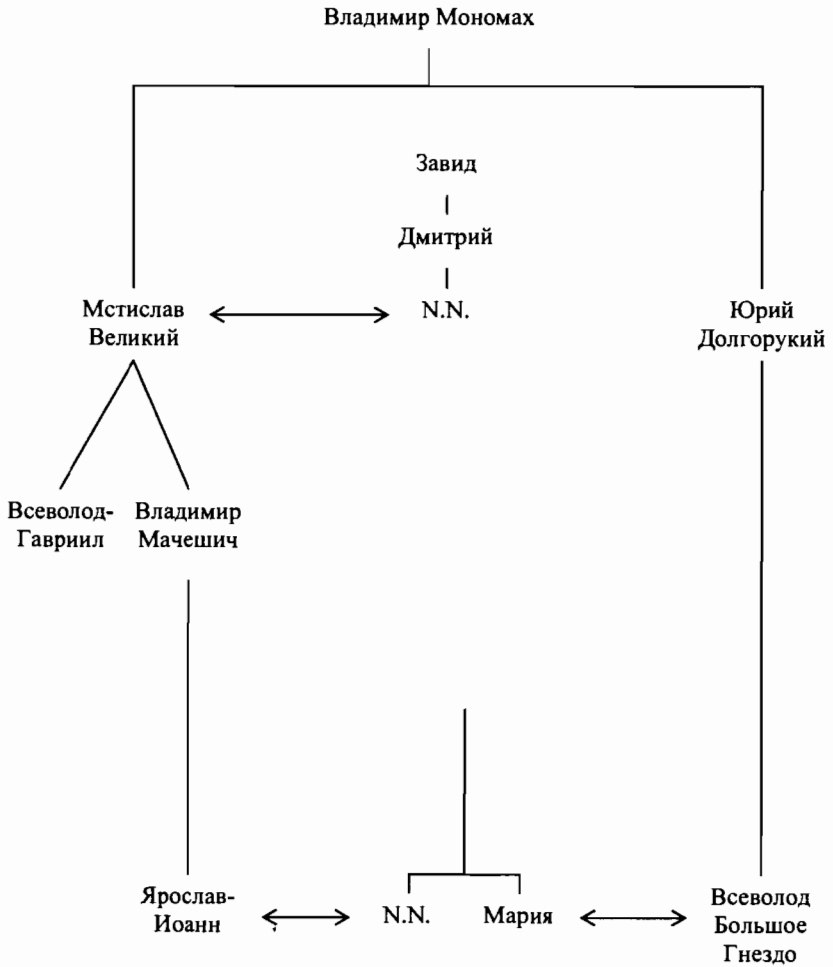 Владимир Мономах
Завид
Дмитрий
Мстислав
Великий
N.N.
Юрий
Долгорукий
Всеволод-
Гавриил
Владимир
Мачешич
Ярослав-
Иоанн
N.N.
Мария
Всеволод
Большое
Гнездо